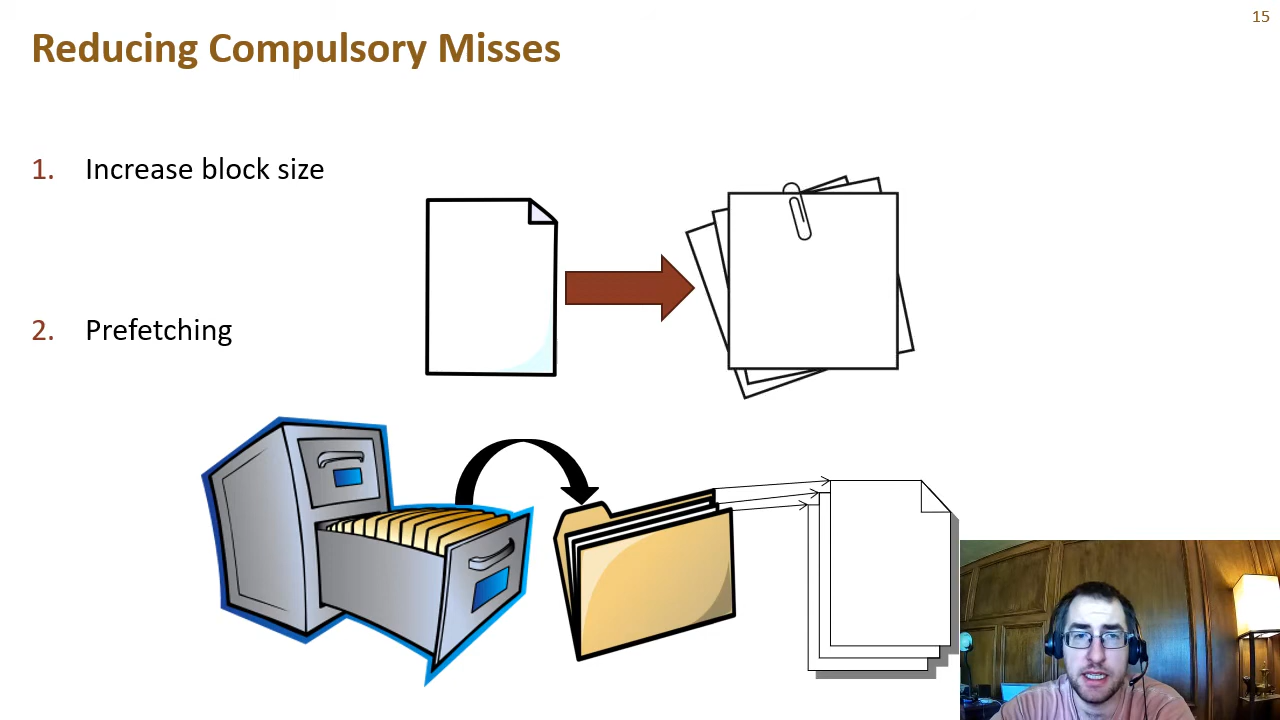 15
Reducing Compulsory Misses
1. Increase block size
2. Prefetching